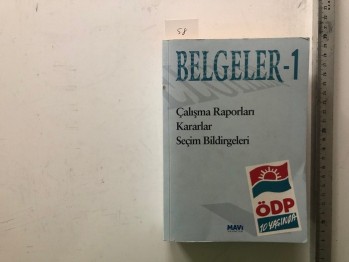 58
BELGELER-1
Çalışma Raporları
Kararlar
Seçim Bildirgeleri
ÖDP
10 YAŞINDA
MAVİ